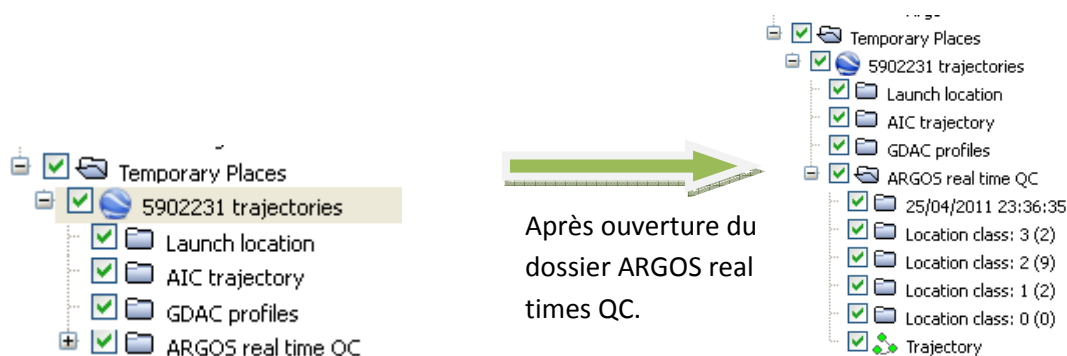 Temporary Places
5902231 trajectories
Launch location
AIC trajectory
GDAC profiles
ARGOS real time QC
Après ouverture du
dossier ARGOS real
times QC.
Temporary Places
5902231 trajectories
Launch location
AIC trajectory
GDAC profiles
ARGOS real time QC
25/04/2011 23:36:35
Location class: 3 (2)
Location class: 2 (9)
Location class: 1 (2)
Location class: 0 (0)
Trajectory